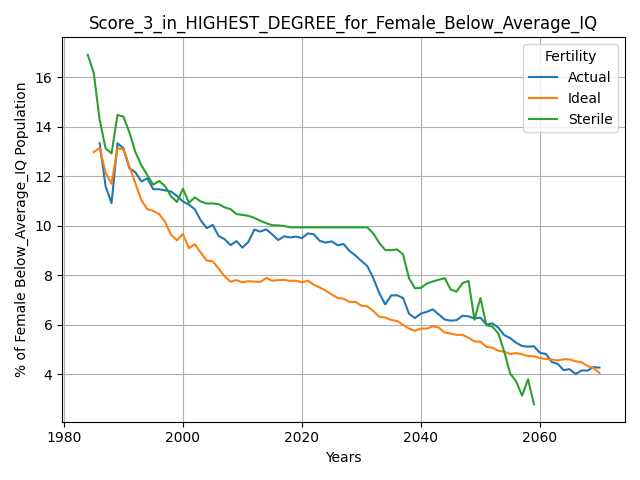 Score_3_in_HIGHEST_DEGREE_for_Female_Below_Average_IQ
Fertility
Actual
Ideal
Sterile
% of Female Below_Average_IQ Population
16
14
12
10
8
6
4
1980
2000
2020
2040
2060
Years